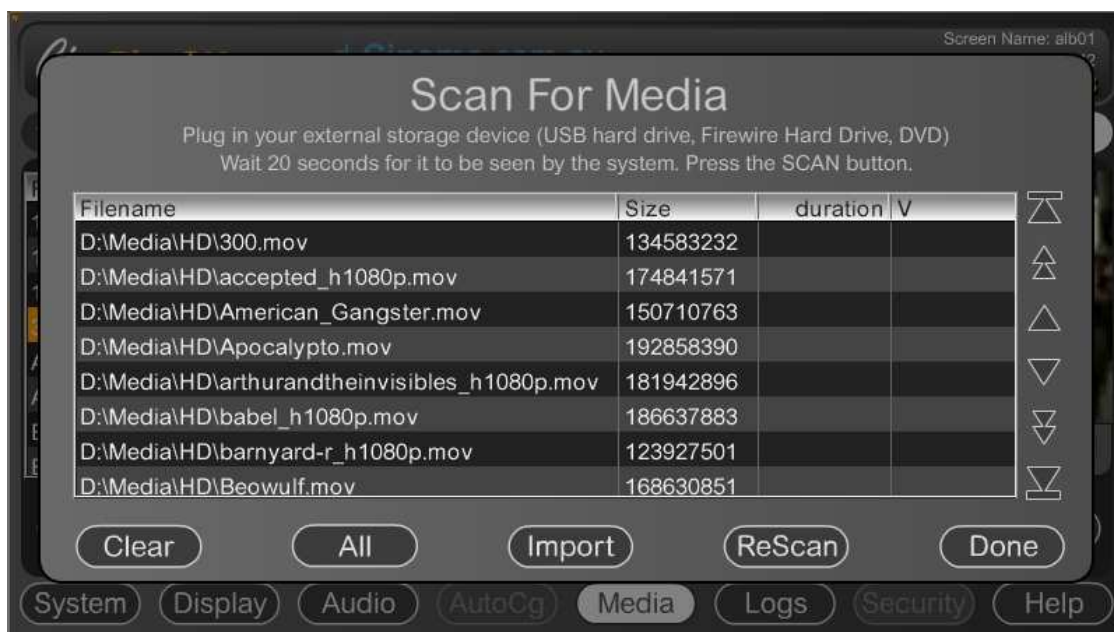 Screen Name: alb01
Scan For Media
Plug in your external storage device (USB hard drive, Firewire Hard Drive, DVD)
Wait 20 seconds for it to be seen by the system. Press the SCAN button.
Filename Size duration V
D:\Media\HD\300.mov 134583232
D:\Media\HD\accepted_h1080p.mov 174841571
D:\Media\HD\American_Gangster.mov 150710763
D:\Media\HD\Apocalypto.mov 192858390
D:\Media\HD\arthurandtheinvisibles_h1080p.mov 181942896
D:\Media\HD\babel_h1080p.mov 186637883
D:\Media\HD\barnyard-r_h1080p.mov 123927501
D:\Media\HD\Beowulf.mov 168630851
Clear All Import ReScan Done
System Display Audio AutoCg Media Logs Security Help